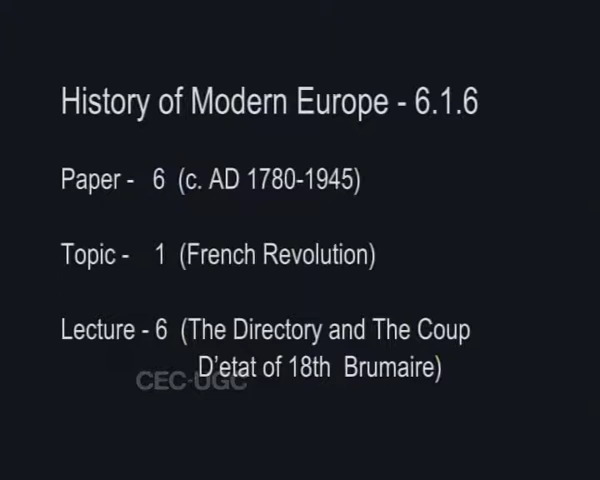 History of Modern Europe - 6.1.6
Paper - 6 (c. AD 1780-1945)
Topic - 1 (French Revolution)
Lecture - 6 (The Directory and The Coup
D'etat of 18th Brumaire)
CEC-UGC